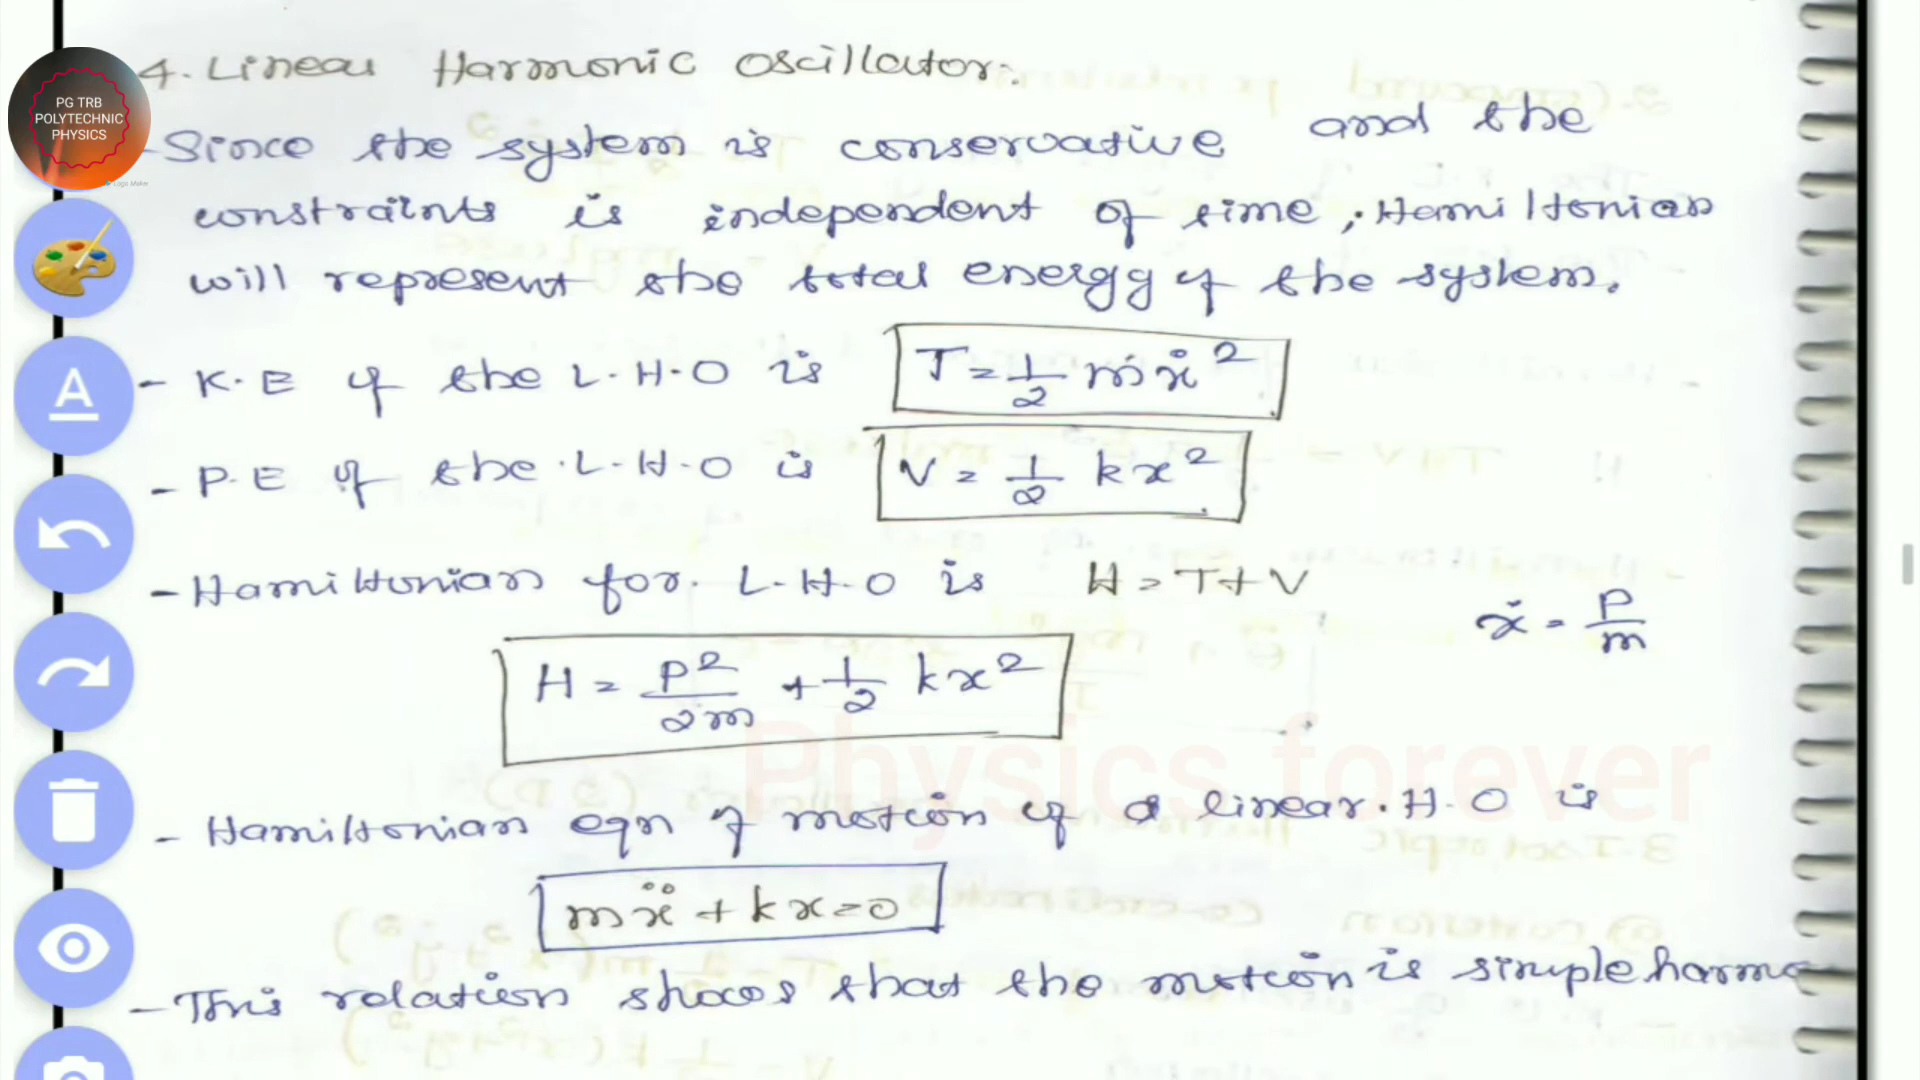 4. Linear Harmonic Oscillator:
- Since the system is conservative and the
constraints is independent of time, Hamiltonian
will represent the total energy of the system.
- K.E of the L.H.O is T = 1/2 mẋ²
- P.E of the L.H.O is V = 1/2 kx²
- Hamiltonian for L.H.O is H = T+V
ẋ = P/m
H = P²/2m + 1/2 kx²
- Hamiltonian eqn of motion of a linear. H.O is
mẍ + kx = 0
- This relation shows that the motion is simple harmo
PG TRB
POLYTECHNIC
PHYSICS
Logo Maker
A
Physics forever